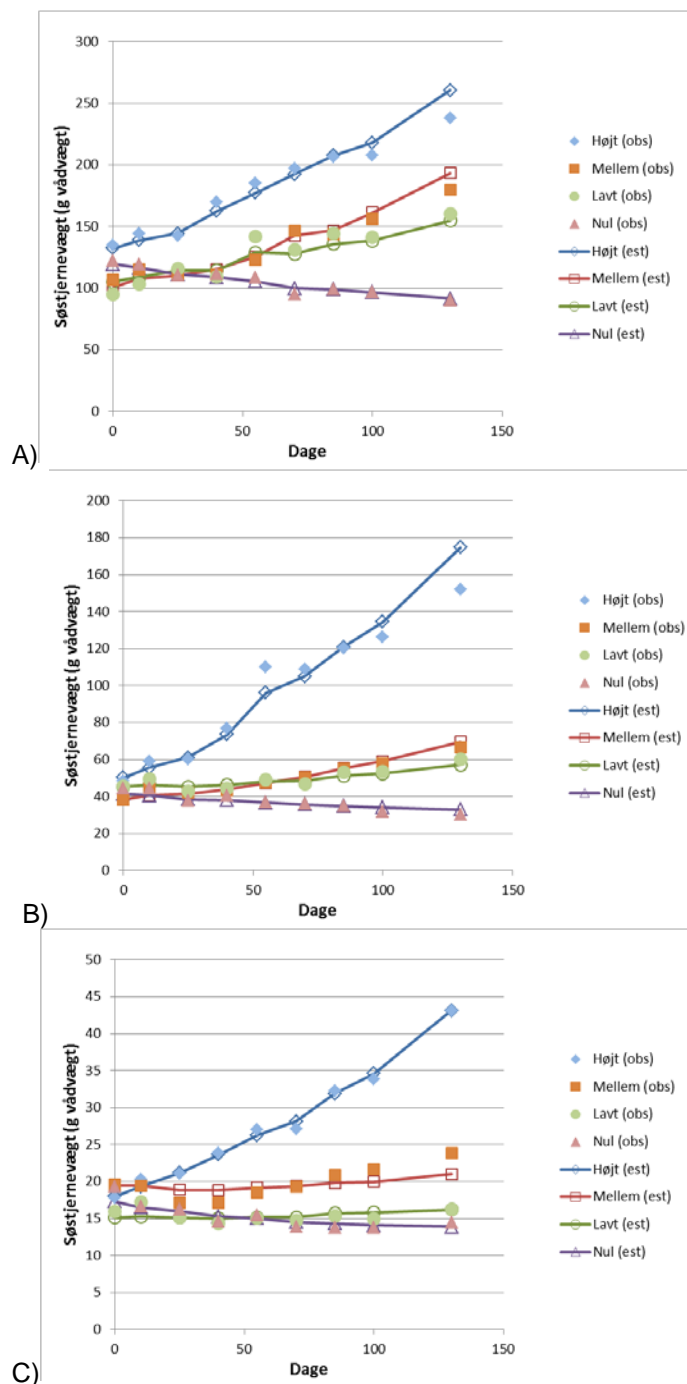 300
250
200
150
100
50
0
0 50 100 150
Søstjernevægt (g vådvægt)
Dage
Højt (obs)
Mellem (obs)
Lavt (obs)
Nul (obs)
Højt (est)
Mellem (est)
Lavt (est)
Nul (est)
A)
200
180
160
140
120
100
80
60
40
20
0
0 50 100 150
Søstjernevægt (g vådvægt)
Dage
Højt (obs)
Mellem (obs)
Lavt (obs)
Nul (obs)
Højt (est)
Mellem (est)
Lavt (est)
Nul (est)
B)
50
45
40
35
30
25
20
15
10
5
0
0 50 100 150
Søstjernevægt (g vådvægt)
Dage
Højt (obs)
Mellem (obs)
Lavt (obs)
Nul (obs)
Højt (est)
Mellem (est)
Lavt (est)
Nul (est)
C)